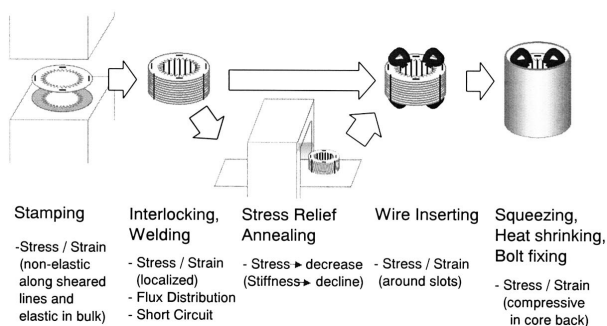 Stamping
-Stress / Strain
(non-elastic
along sheared
lines and
elastic in bulk)
Interlocking,
Welding
- Stress / Strain
(localized)
- Flux Distribution
- Short Circuit
Stress Relief
Annealing
- Stress→ decrease
(Stiffness→ decline)
Wire Inserting
- Stress / Strain
(around slots)
Squeezing,
Heat shrinking,
Bolt fixing
- Stress / Strain
(compressive
in core back)